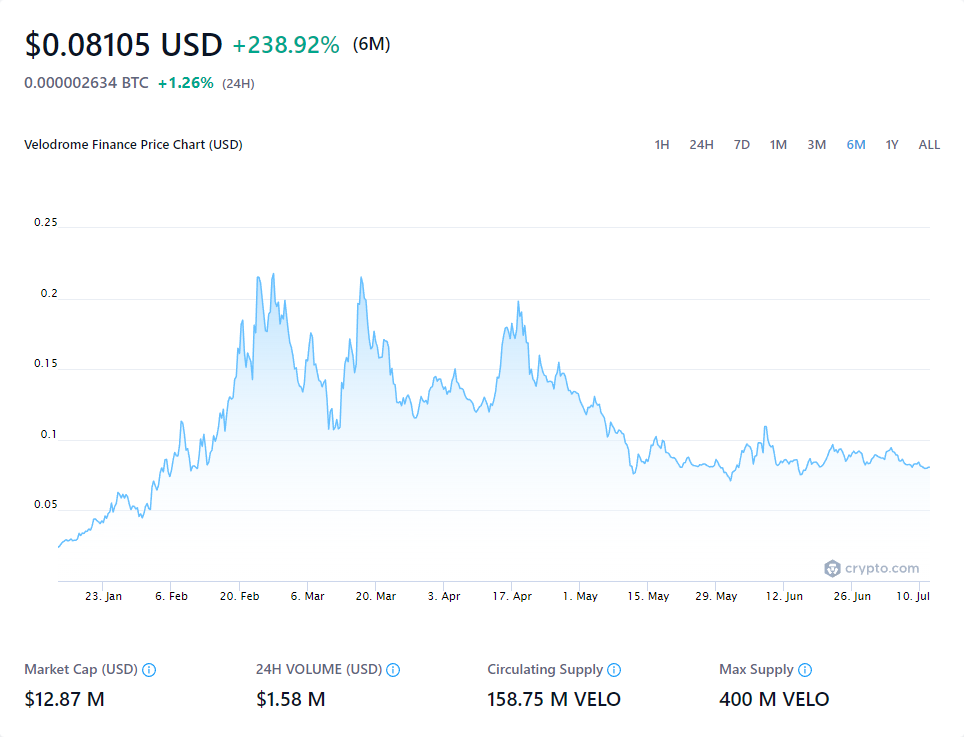 $0.08105 USD +238.92% (6M)
0.000002634 BTC +1.26% (24H)
Velodrome Finance Price Chart (USD) 1H 24H 7D 1M 3M 6M 1Y ALL
0.25
0.2
0.15
0.1
0.05
crypto.com
23. Jan 6. Feb 20. Feb 6. Mar 20. Mar 3. Apr 17. Apr 1. May 15. May 29. May 12. Jun 26. Jun 10. Jul
Market Cap (USD) 24H VOLUME (USD) Circulating Supply Max Supply
$12.87 M $1.58 M 158.75 M VELO 400 M VELO